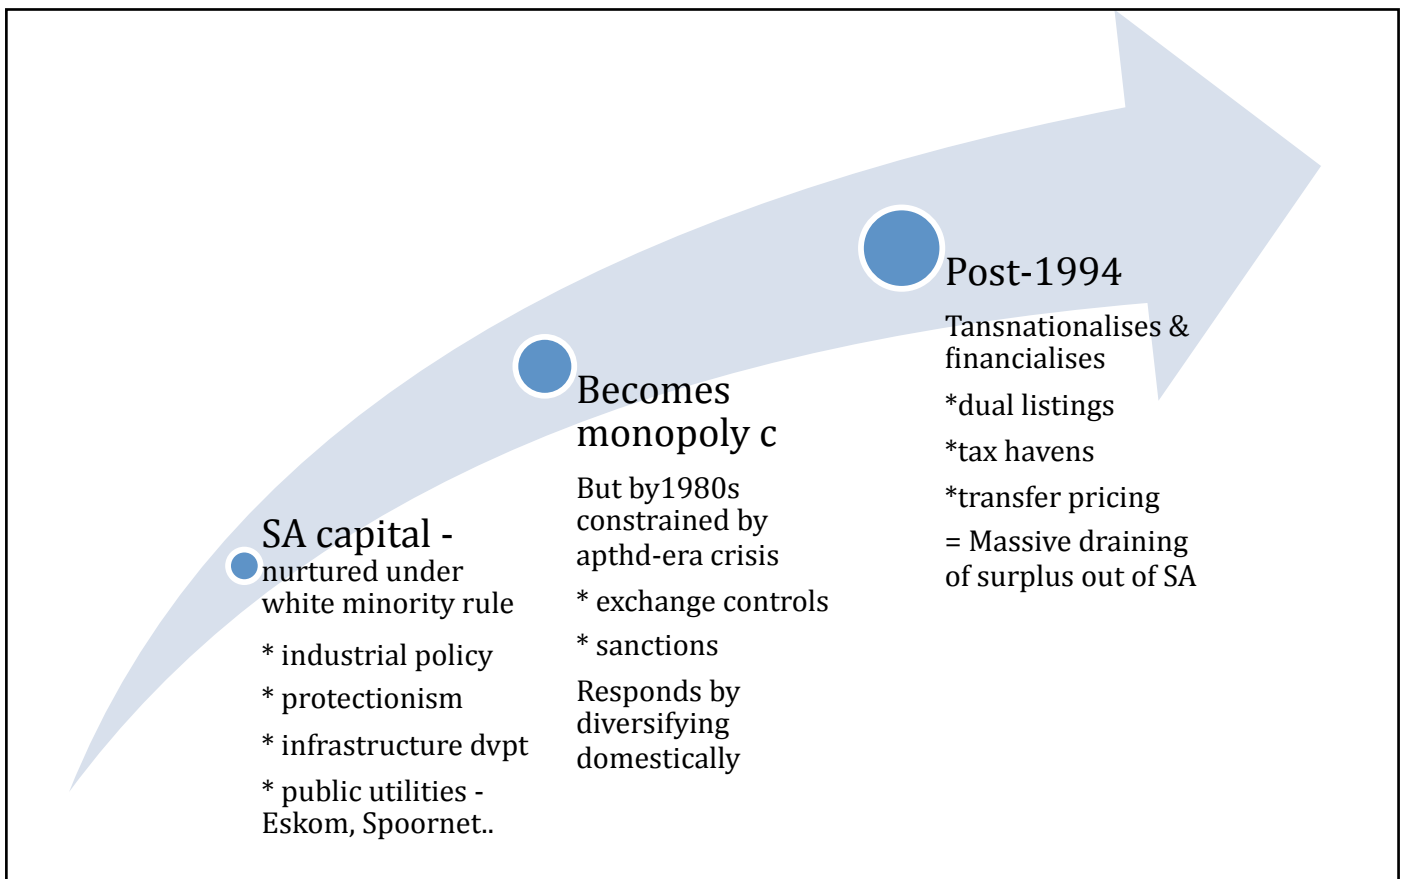 SA capital -
nurtured under
white minority rule
* industrial policy
* protectionism
* infrastructure dvpt
* public utilities -
Eskom, Spoornet..
Becomes
monopoly c
But by1980s
constrained by
apthd-era crisis
* exchange controls
* sanctions
Responds by
diversifying
domestically
Post-1994
Tansnationalises &
financialises
*dual listings
*tax havens
*transfer pricing
= Massive draining
of surplus out of SA